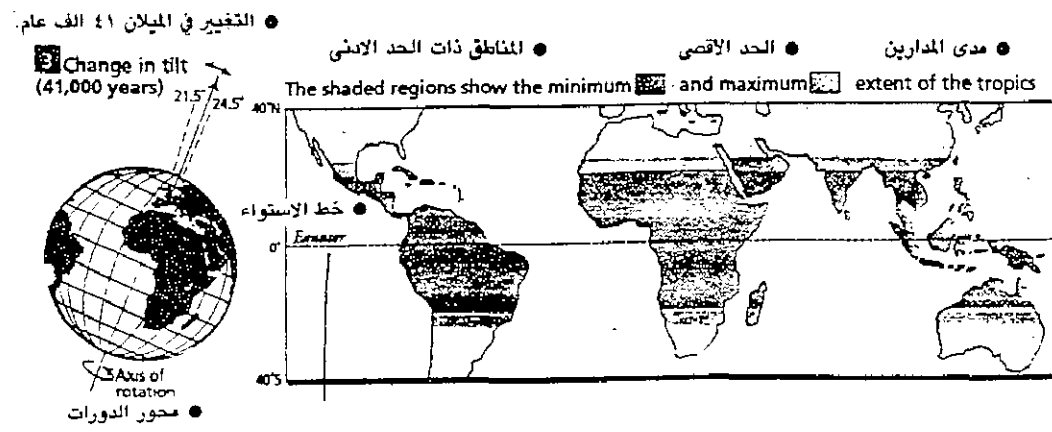 ● التغيير في الميلان ٤١ الف عام.
3 Change in tilt
(41,000 years)
21.5° 24.5°
● المناطق ذات الحد الادنى
● الحد الأقصى
● مدى المدارين
The shaded regions show the minimum and maximum extent of the tropics
40°N
● خط الاستواء
Equator
0°
40°S
Axis of
rotation
● محور الدورات